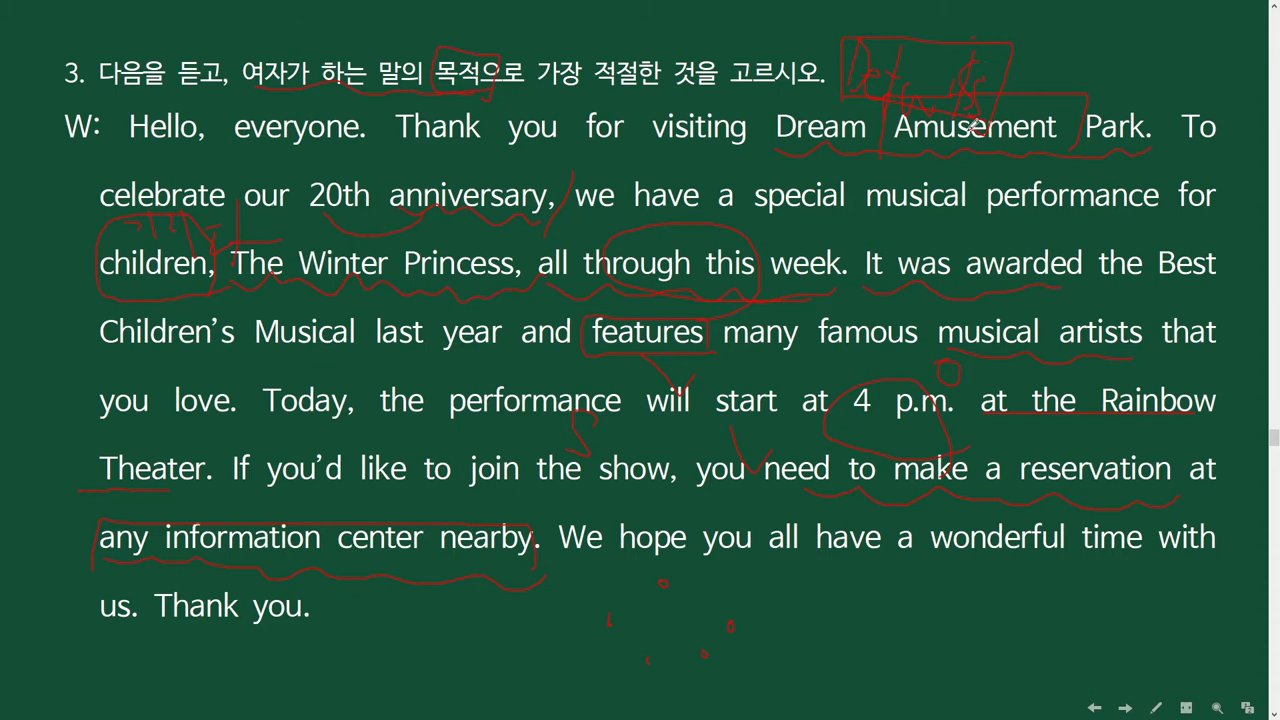 3. 다음을 듣고, 여자가 하는 말의 목적으로 가장 적절한 것을 고르시오.
W: Hello, everyone. Thank you for visiting Dream Amusement Park. To
celebrate our 20th anniversary, we have a special musical performance for
children, The Winter Princess, all through this week. It was awarded the Best
Children's Musical last year and features many famous musical artists that
you love. Today, the performance will start at 4 p.m. at the Rainbow
Theater. If you'd like to join the show, you need to make a reservation at
any information center nearby. We hope you all have a wonderful time with
us. Thank you.